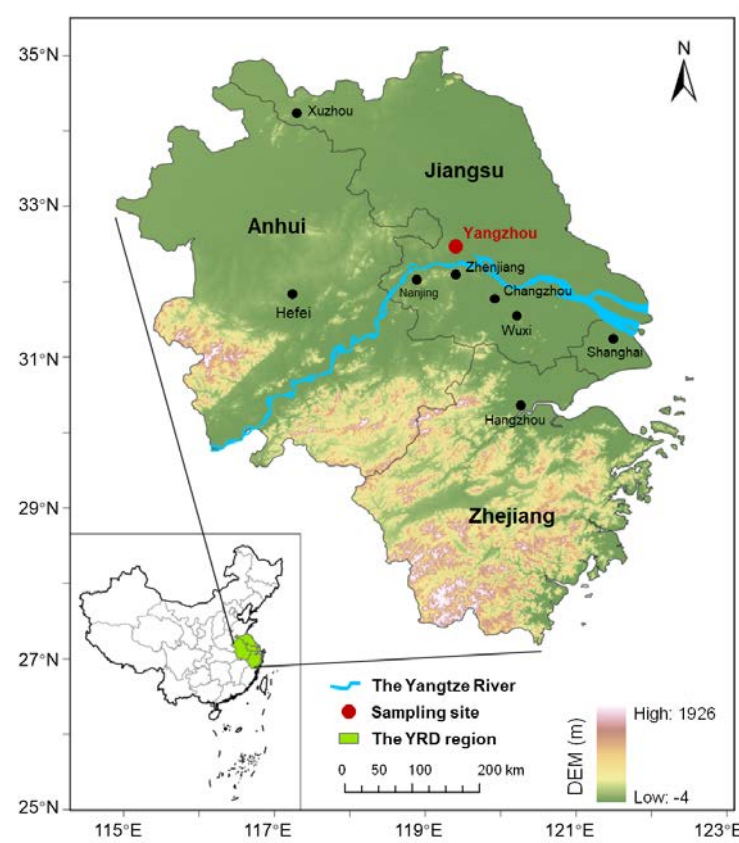 35°N
N
Xuzhou
Jiangsu
33°N
Anhui
Yangzhou
Zhenjiang
Nanjing
Changzhou
Hefei
Wuxi
31°N
Shanghai
Hangzhou
29°N
Zhejiang
27°N
The Yangtze River
Sampling site
The YRD region
0 50 100 200 km
DEM (m)
High: 1926
Low: -4
25°N
115°E 117°E 119°E 121°E 123°E